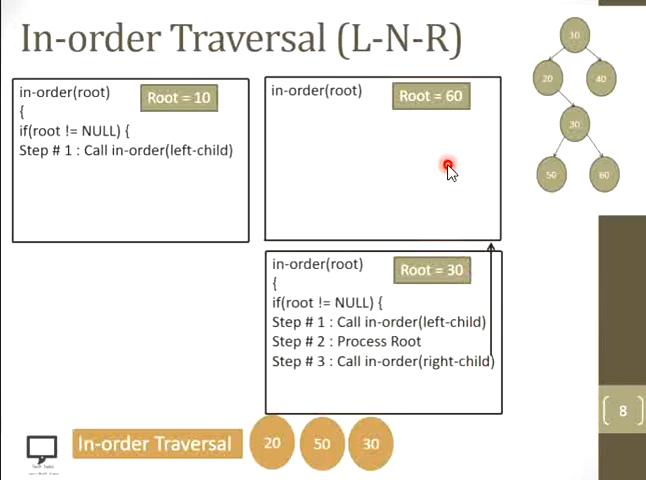 In-order Traversal (L-N-R)
in-order(root)
Root = 10
{
if(root != NULL) {
Step # 1 : Call in-order(left-child)
in-order(root)
Root = 60
in-order(root)
Root = 30
{
if(root != NULL) {
Step # 1 : Call in-order(left-child)
Step # 2 : Process Root
Step # 3 : Call in-order(right-child)
20
40
30
50
60
8
In-order Traversal
20
50
30